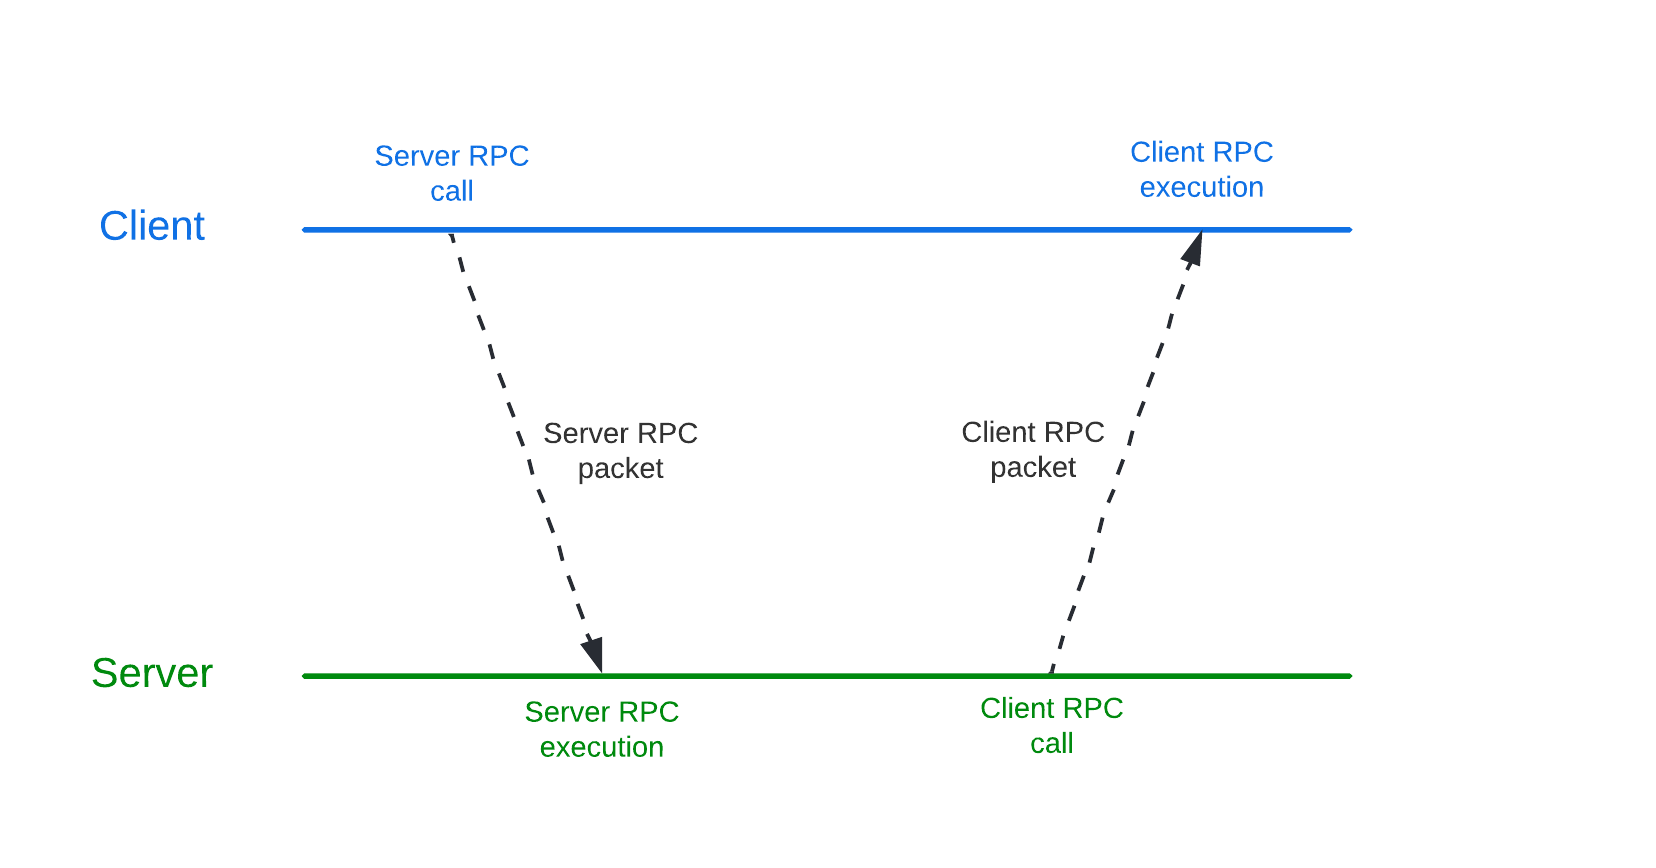 Server RPC
call
Client RPC
execution
Client
Server RPC
packet
Client RPC
packet
Server
Server RPC
execution
Client RPC
call